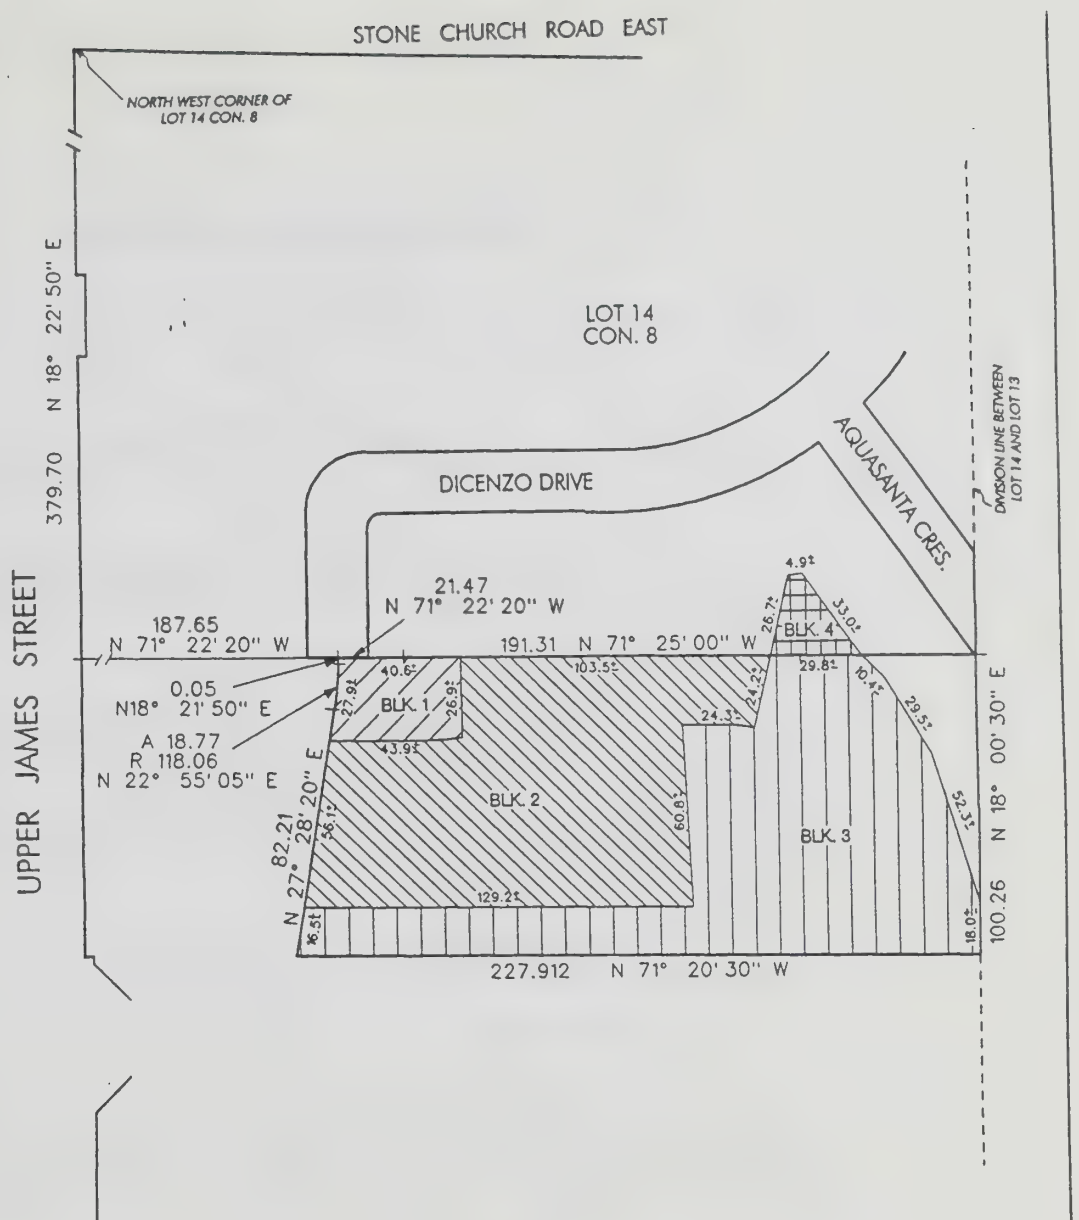 STONE CHURCH ROAD EAST
NORTH WEST CORNER OF
LOT 14 CON. 8
379.70 N 18° 22' 50" E
LOT 14
CON. 8
DIVISION LINE BETWEEN
LOT 14 AND LOT 13
AQUASANTA CRES.
DICENZO DRIVE
UPPER JAMES STREET
4.9±
21.47
N 71° 22' 20" W
26.7±
33.0±
187.65
N 71° 22' 20" W
BLK. 4
191.31 N 71° 25' 00" W
40.6±
103.5±
29.8±
10.4±
24.2±
0.05
N18° 21' 50" E
27.9±
BLK. 1
26.9±
24.3±
29.5±
A 18.77
R 118.06
N 22° 55' 05" E
43.9±
82.21
N 27° 28' 20" E
56.1±
BLK. 2
60.8±
BLK. 3
52.3±
100.26 N 18° 00' 30" E
129.2±
16.5±
18.0±
227.912 N 71° 20' 30" W